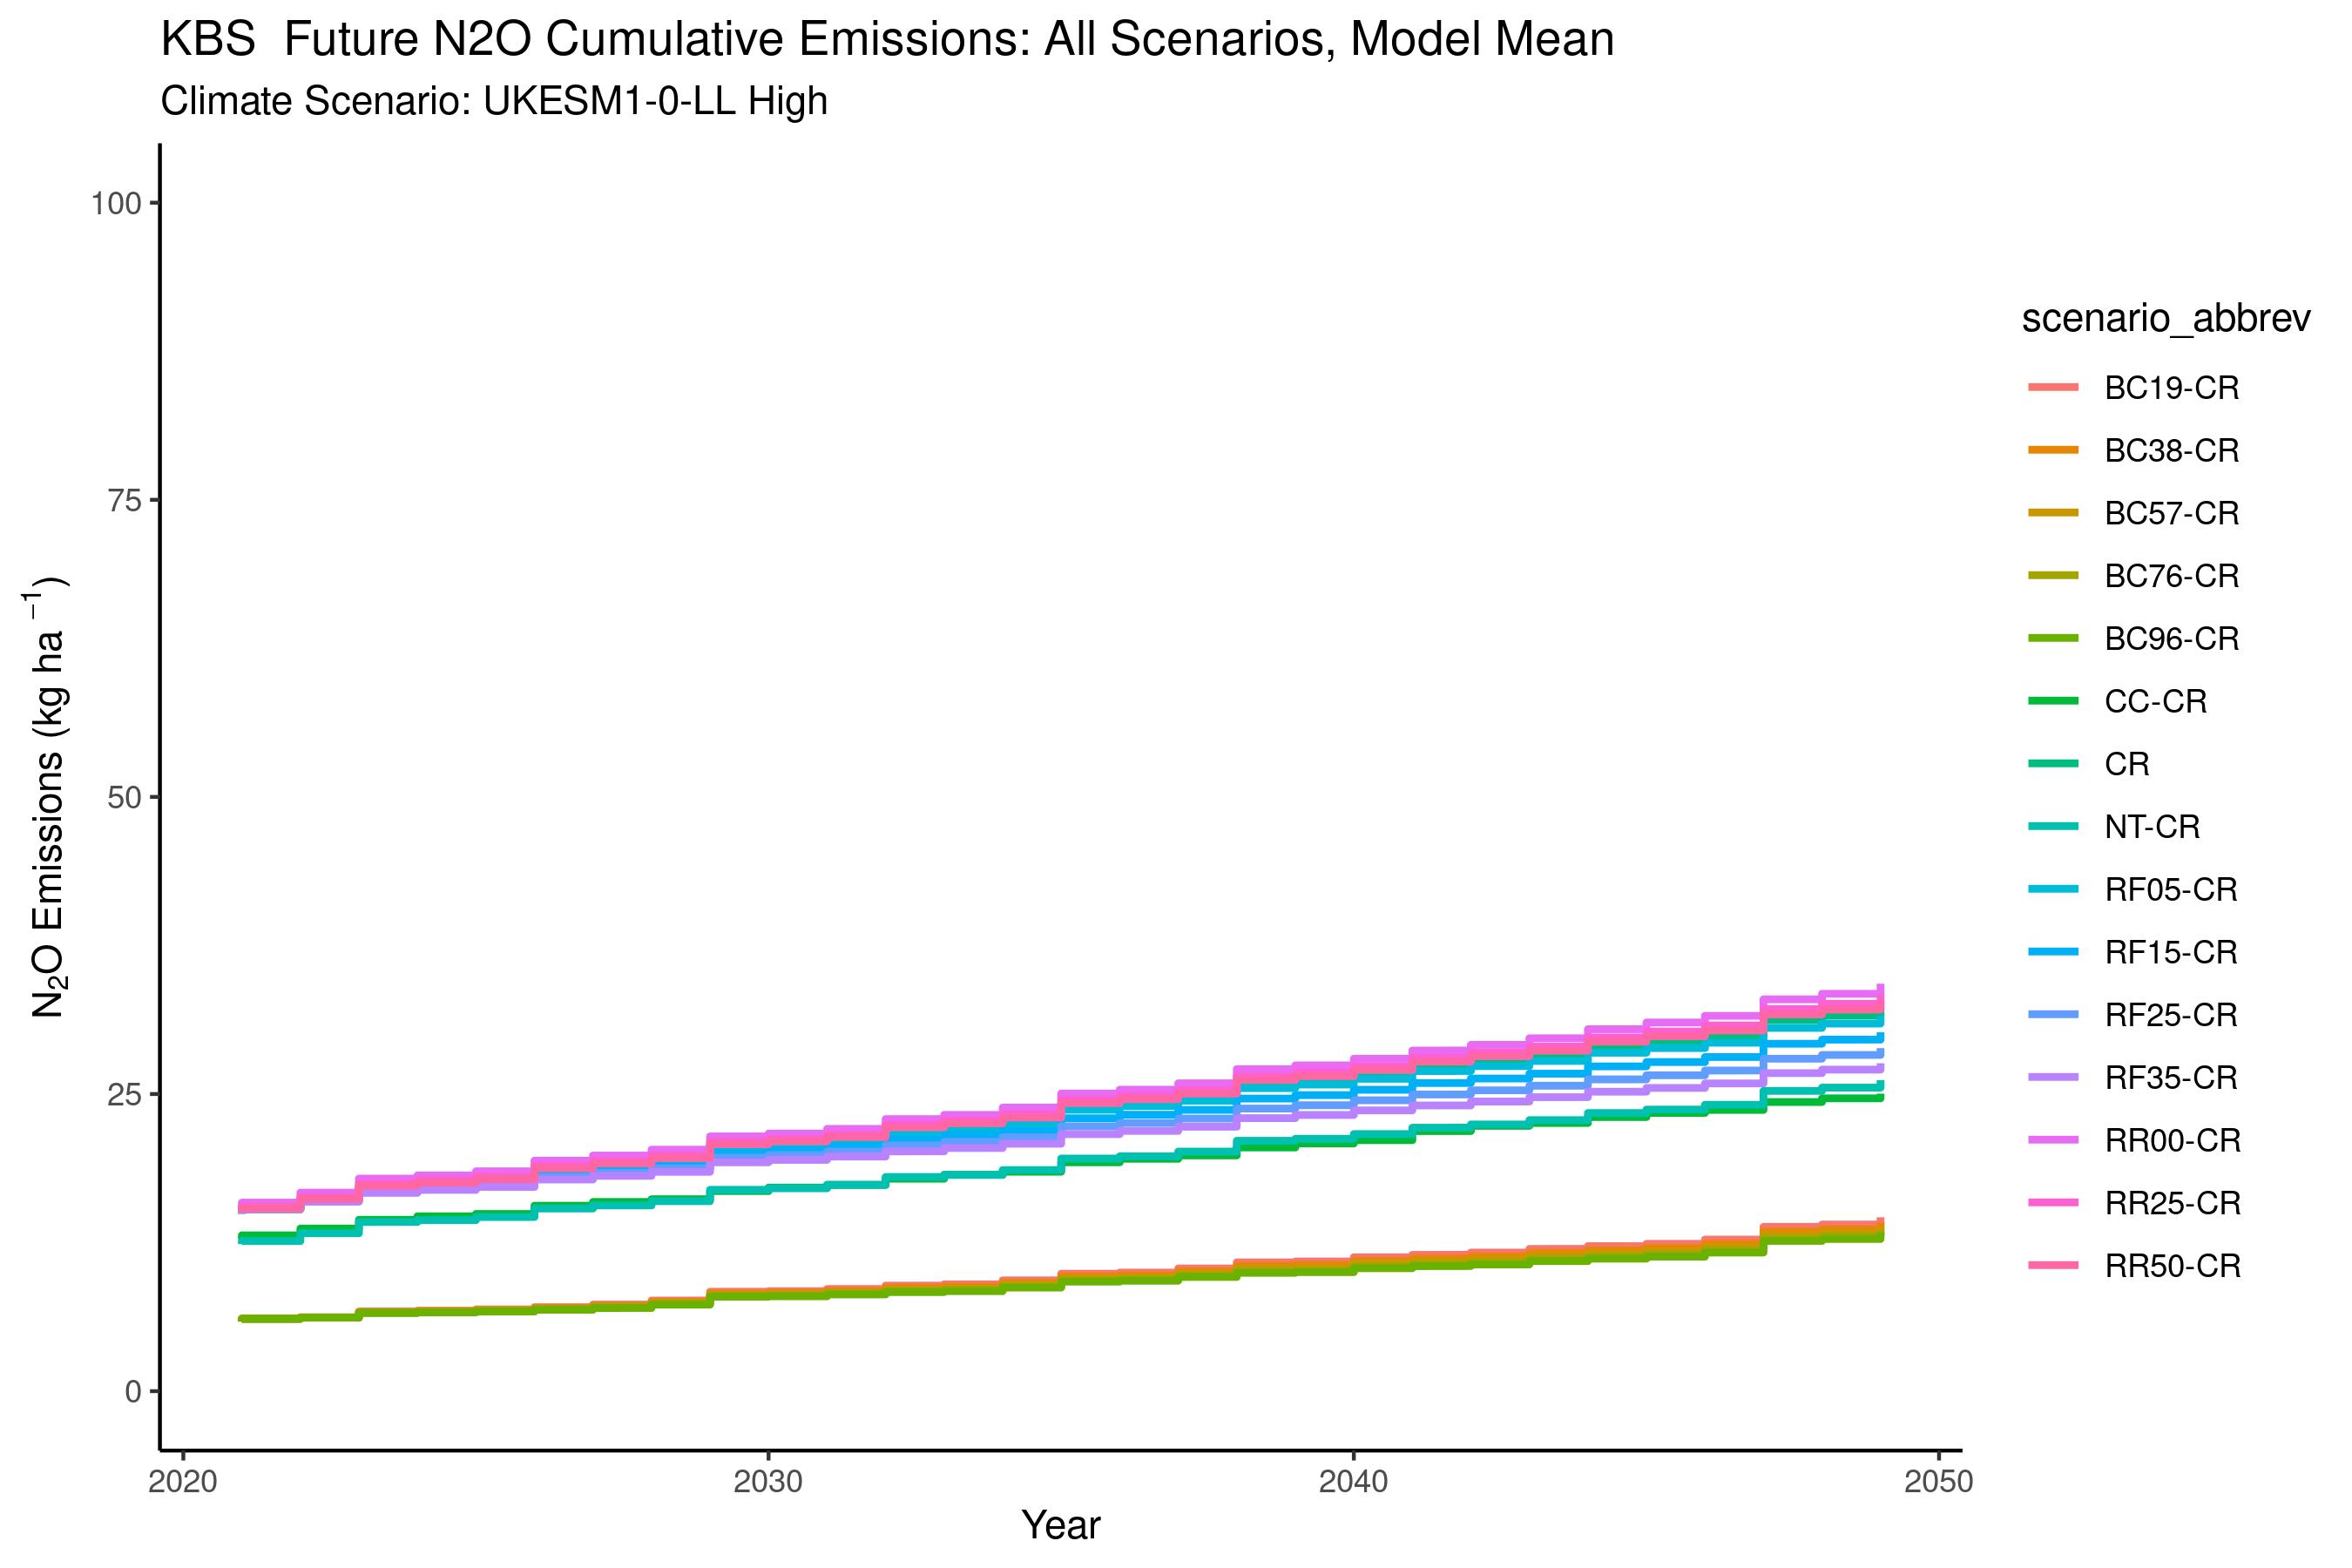 KBS  Future N2O Cumulative Emissions: All Scenarios, Model Mean
Climate Scenario: UKESM1-0-LL High
N₂O Emissions (kg ha ⁻¹)
100
75
50
25
0
2020
2030
2040
2050
Year
scenario_abbrev
BC19-CR
BC38-CR
BC57-CR
BC76-CR
BC96-CR
CC-CR
CR
NT-CR
RF05-CR
RF15-CR
RF25-CR
RF35-CR
RR00-CR
RR25-CR
RR50-CR